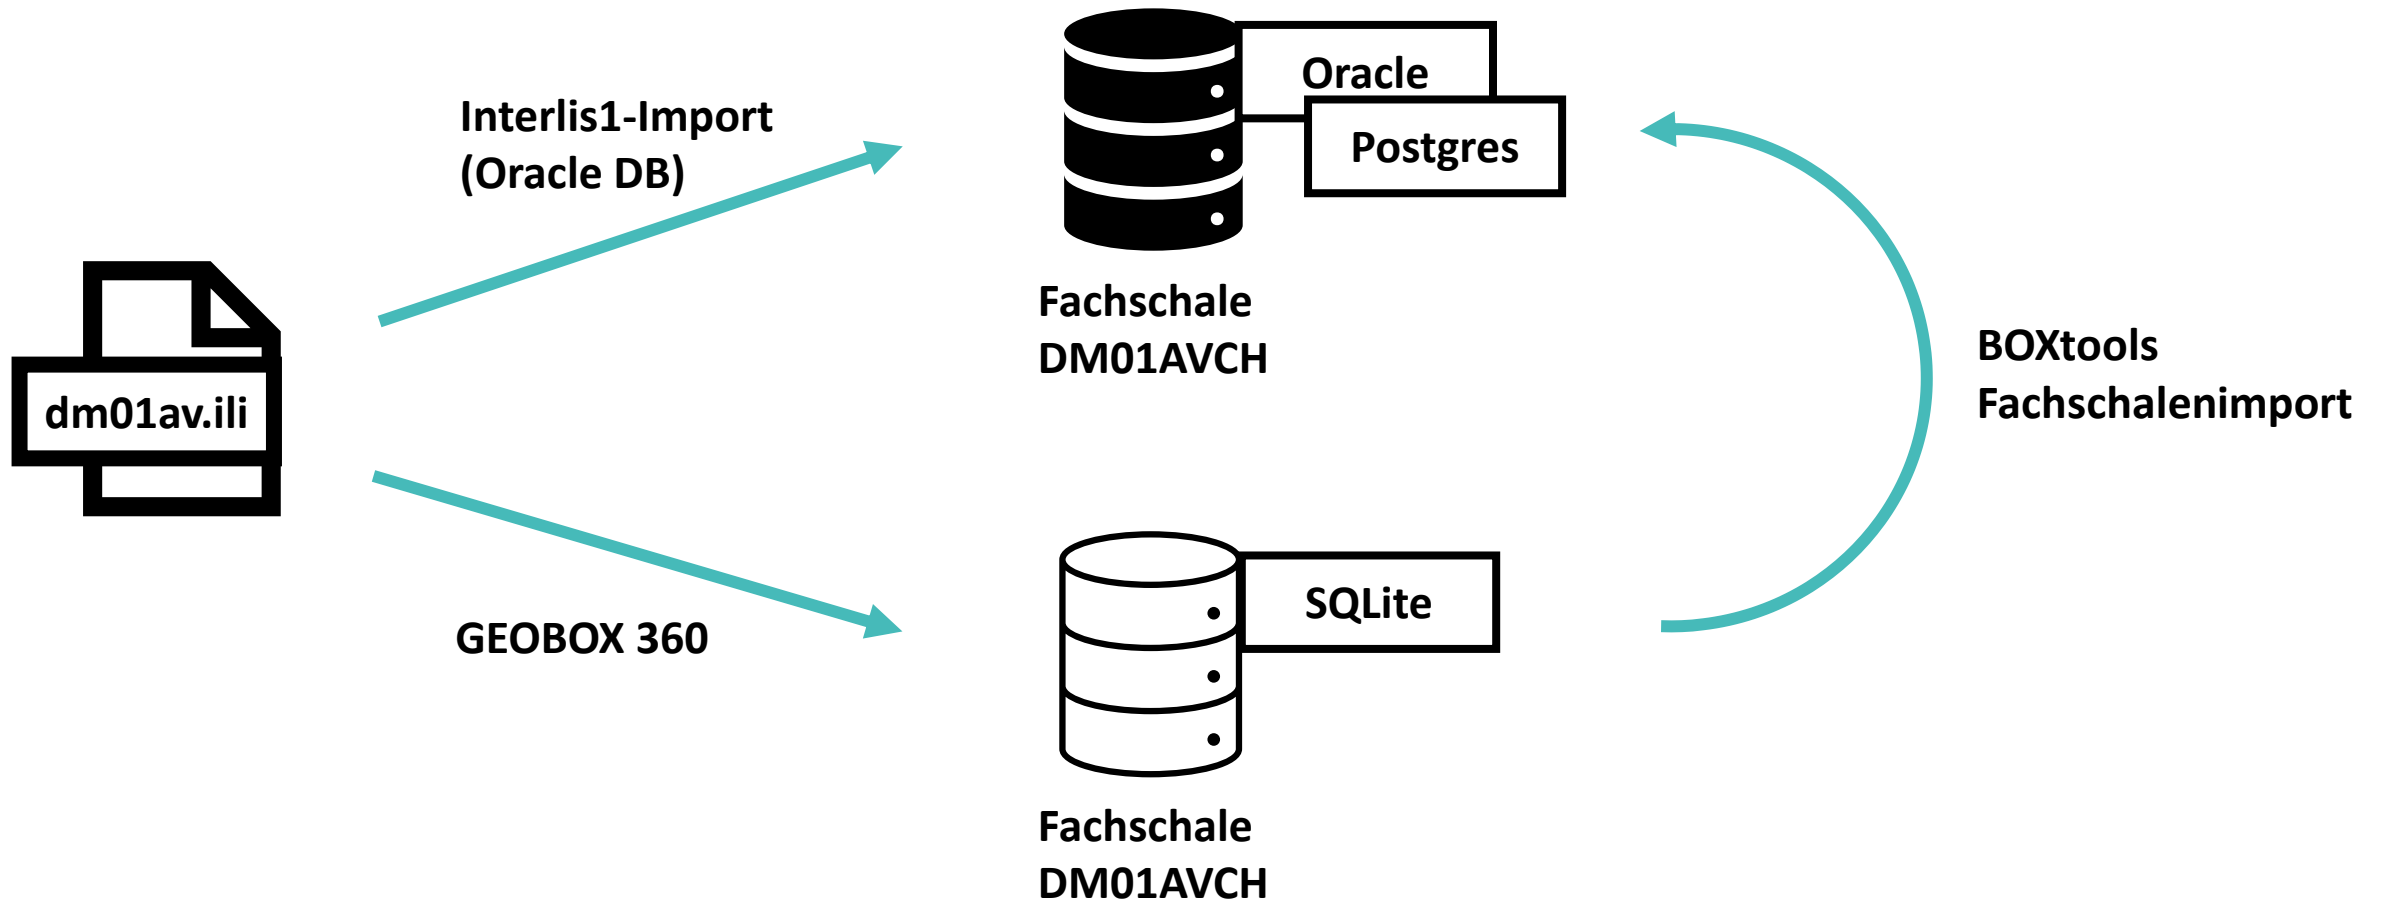 Interlis1-Import
(Oracle DB)
Oracle
Postgres
Fachschale
DM01AVCH
dm01av.ili
BOXtools
Fachschalenimport
GEOBOX 360
SQLite
Fachschale
DM01AVCH